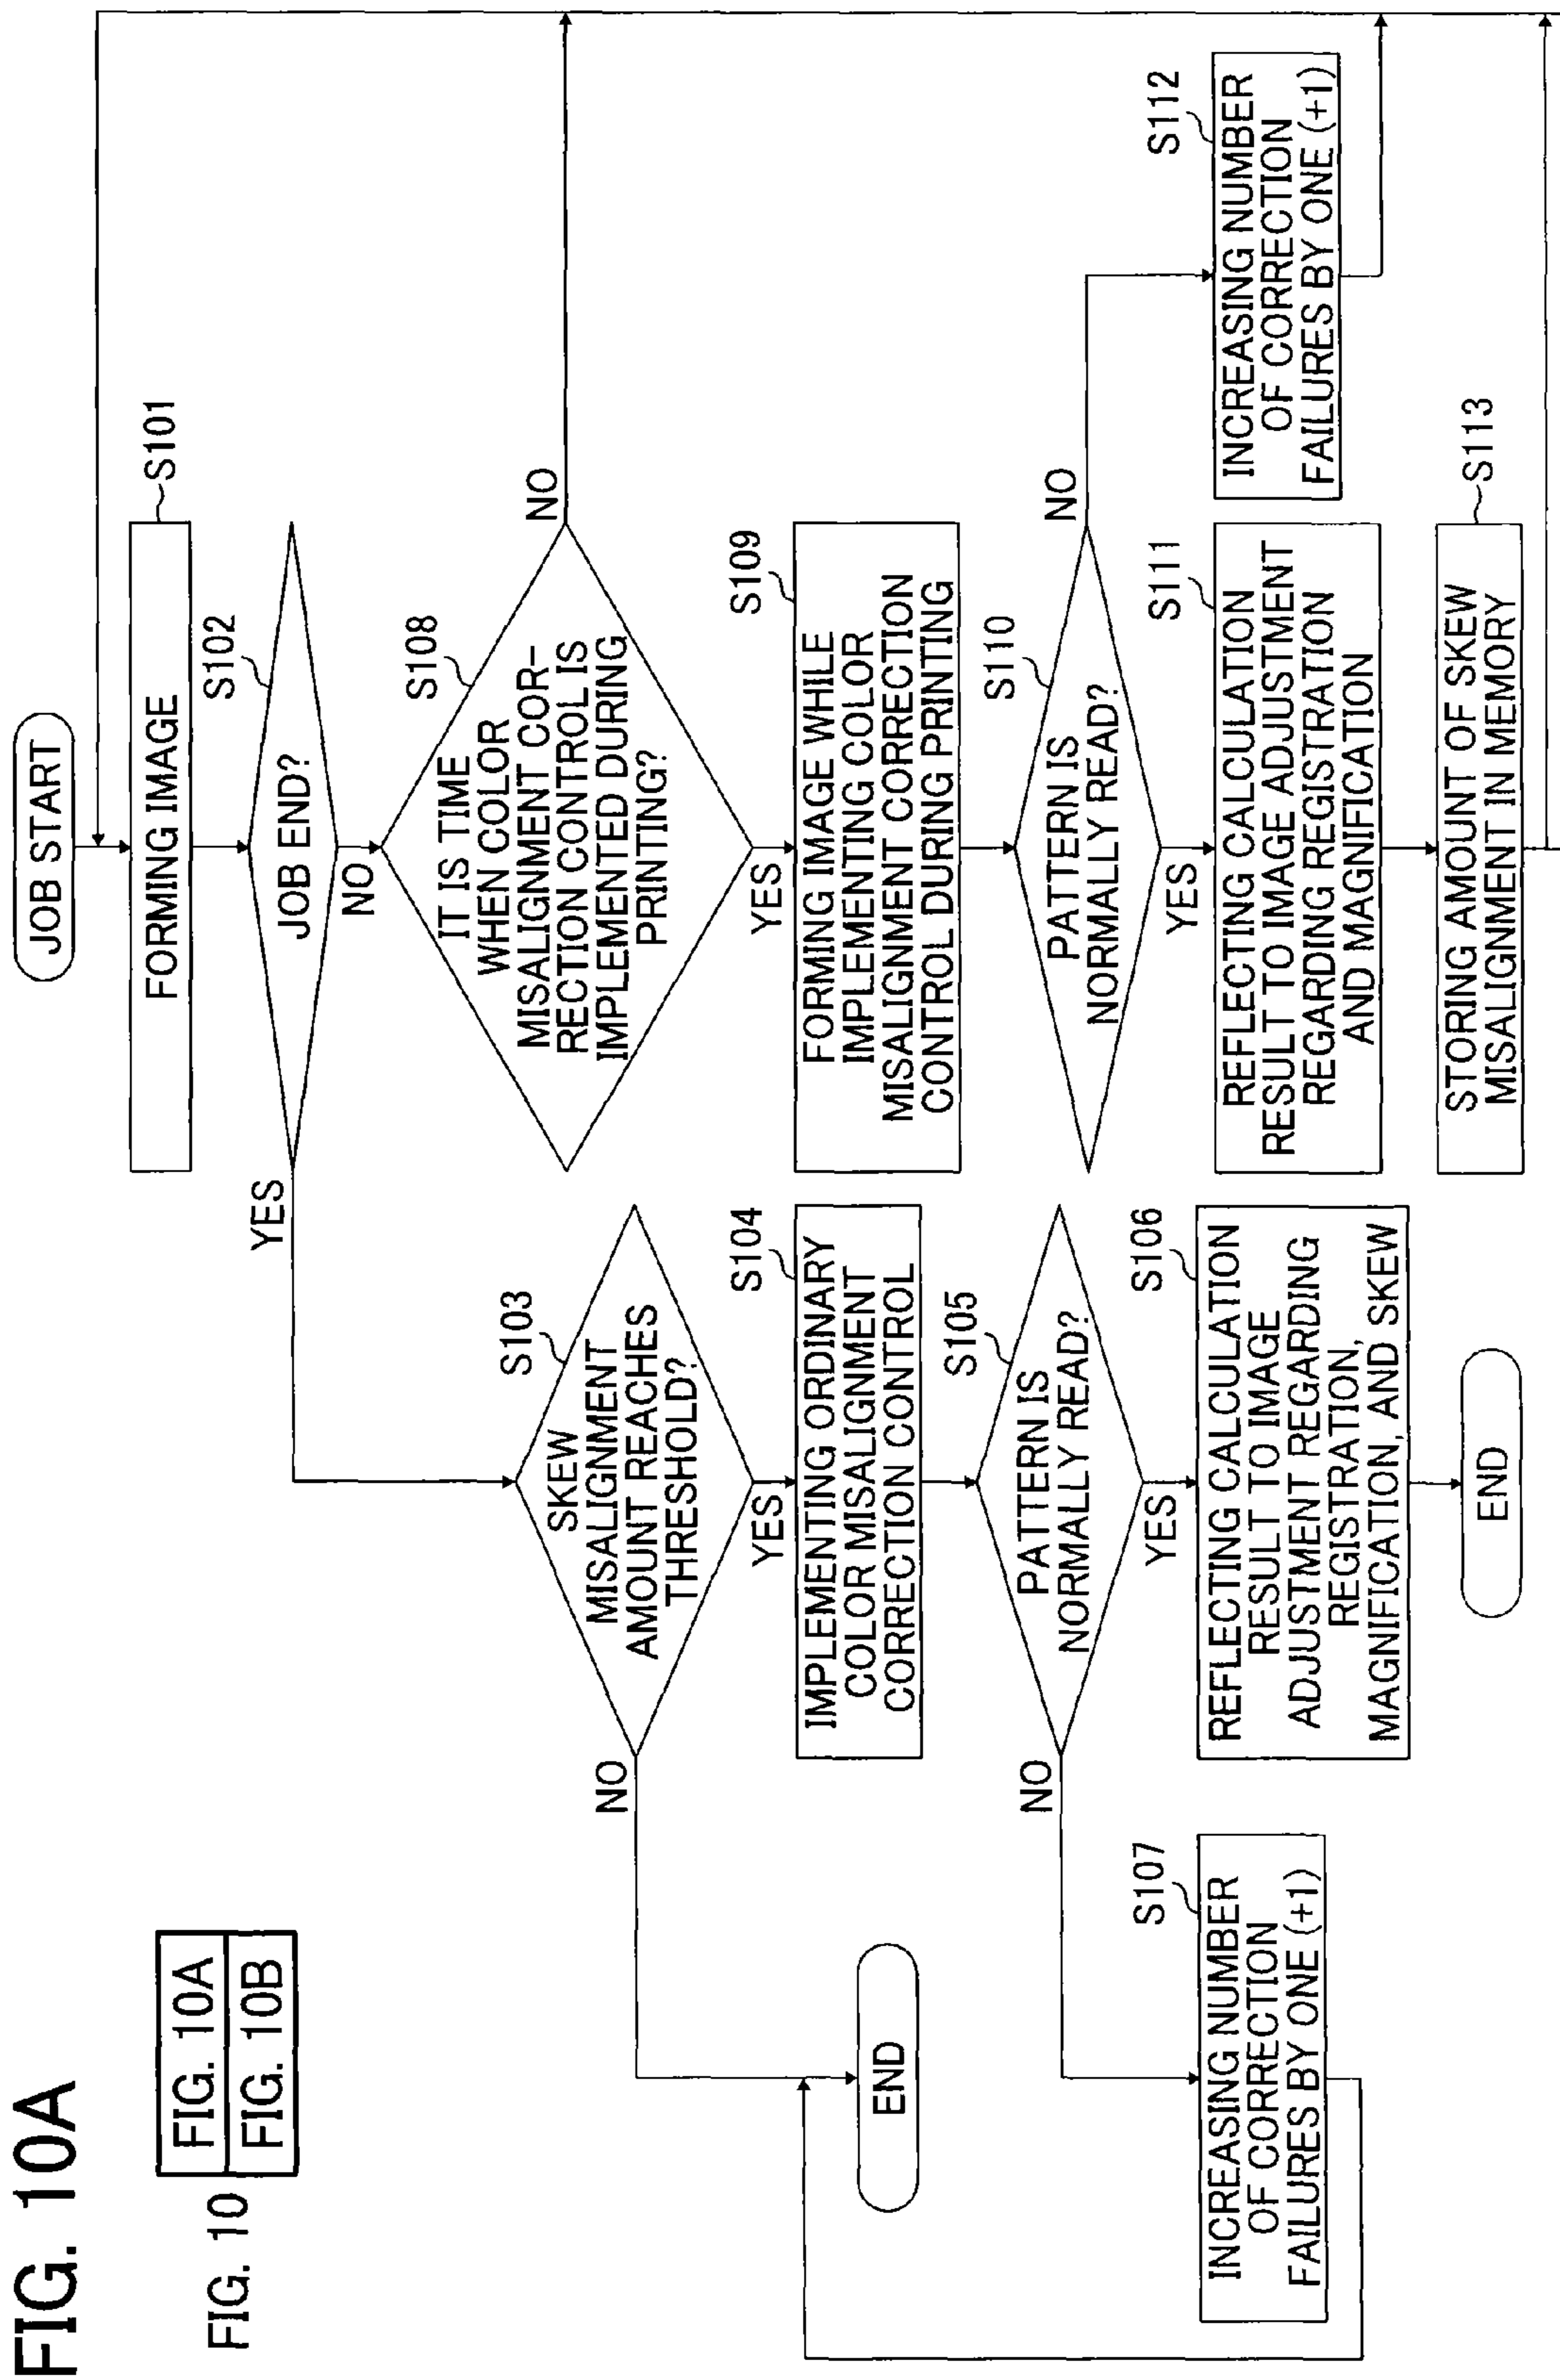 FIG. 10A
FIG. 10
FIG. 10A
FIG. 10B
JOB START
FORMING IMAGE
S101
JOB END?
S102
YES
NO
IT IS TIME
WHEN COLOR
MISALIGNMENT COR-
RECTION CONTROL IS
IMPLEMENTED DURING
PRINTING?
S108
NO
YES
SKEW
MISALIGNMENT
AMOUNT REACHES
THRESHOLD?
S103
NO
YES
FORMING IMAGE WHILE
IMPLEMENTING COLOR
MISALIGNMENT CORRECTION
CONTROL DURING PRINTING
S109
IMPLEMENTING ORDINARY
COLOR MISALIGNMENT
CORRECTION CONTROL
S104
END
PATTERN IS
NORMALLY READ?
S105
NO
YES
PATTERN IS
NORMALLY READ?
S110
NO
YES
INCREASING NUMBER
OF CORRECTION
FAILURES BY ONE (+1)
S107
REFLECTING CALCULATION
RESULT TO IMAGE
ADJUSTMENT REGARDING
REGISTRATION,
MAGNIFICATION, AND SKEW
S106
REFLECTING CALCULATION
RESULT TO IMAGE ADJUSTMENT
REGARDING REGISTRATION
AND MAGNIFICATION
S111
INCREASING NUMBER
OF CORRECTION
FAILURES BY ONE (+1)
S112
END
STORING AMOUNT OF SKEW
MISALIGNMENT IN MEMORY
S113